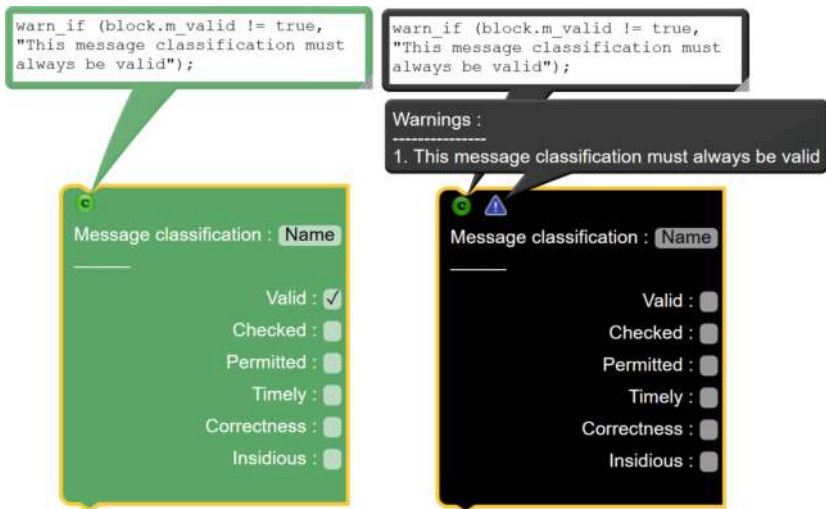 warn_if (block.m_valid != true,
"This message classification must
always be valid");
C
Message classification : Name
Valid : ✓
Checked :
Permitted :
Timely :
Correctness :
Insidious :
warn_if (block.m_valid != true,
"This message classification must
always be valid");
Warnings :
---------------
1. This message classification must always be valid
C !
Message classification : Name
Valid :
Checked :
Permitted :
Timely :
Correctness :
Insidious :